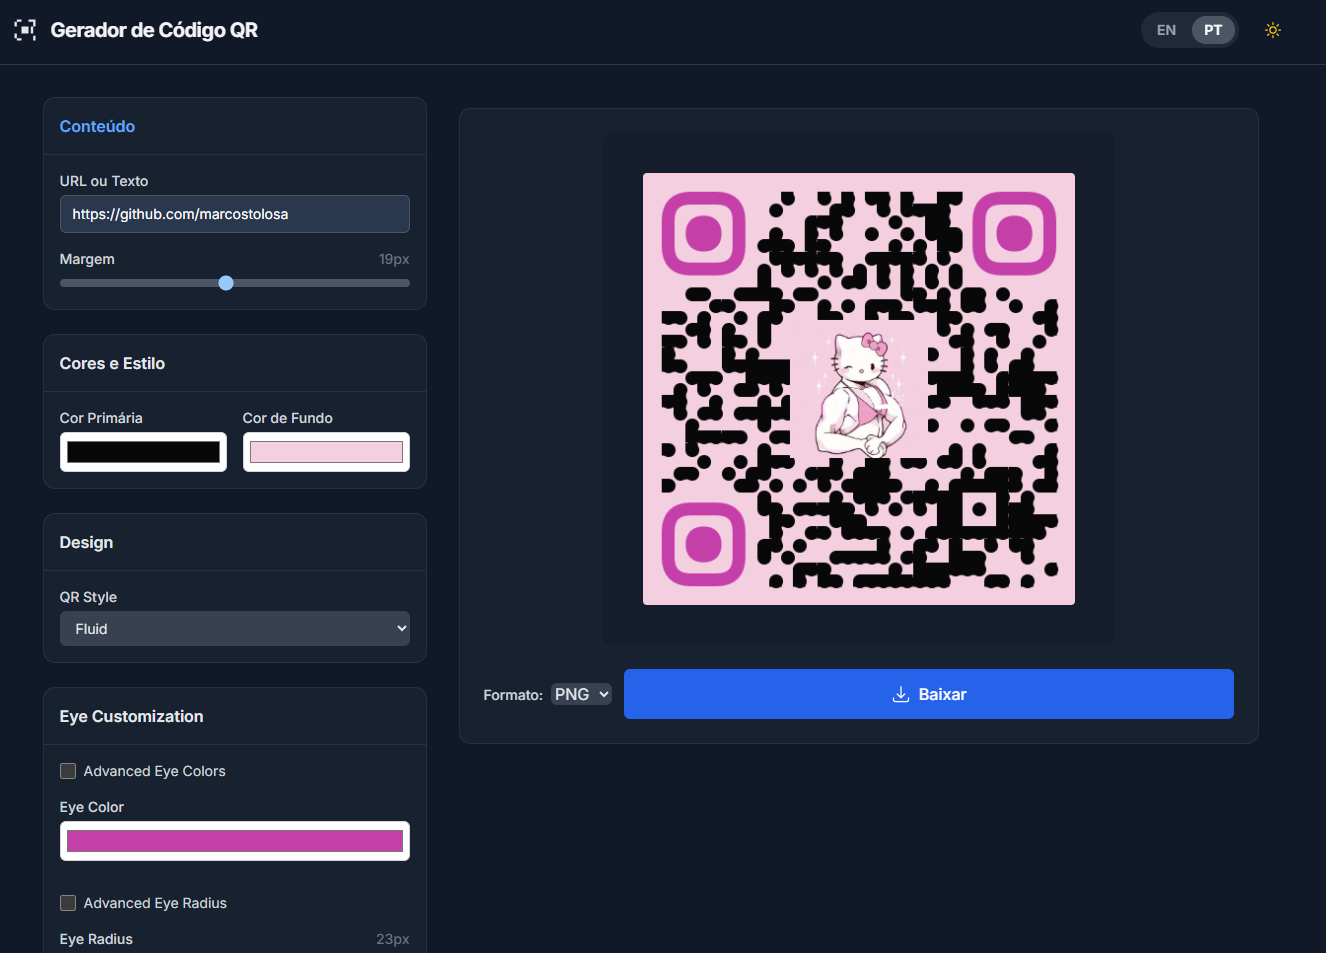 Gerador de Código QR
EN PT
Conteúdo
URL ou Texto
https://github.com/marcostolosa
Margem 19px
Cores e Estilo
Cor Primária Cor de Fundo
Design
QR Style
Fluid
Eye Customization
Advanced Eye Colors
Eye Color
Advanced Eye Radius
Eye Radius 23px
Formato: PNG Baixar